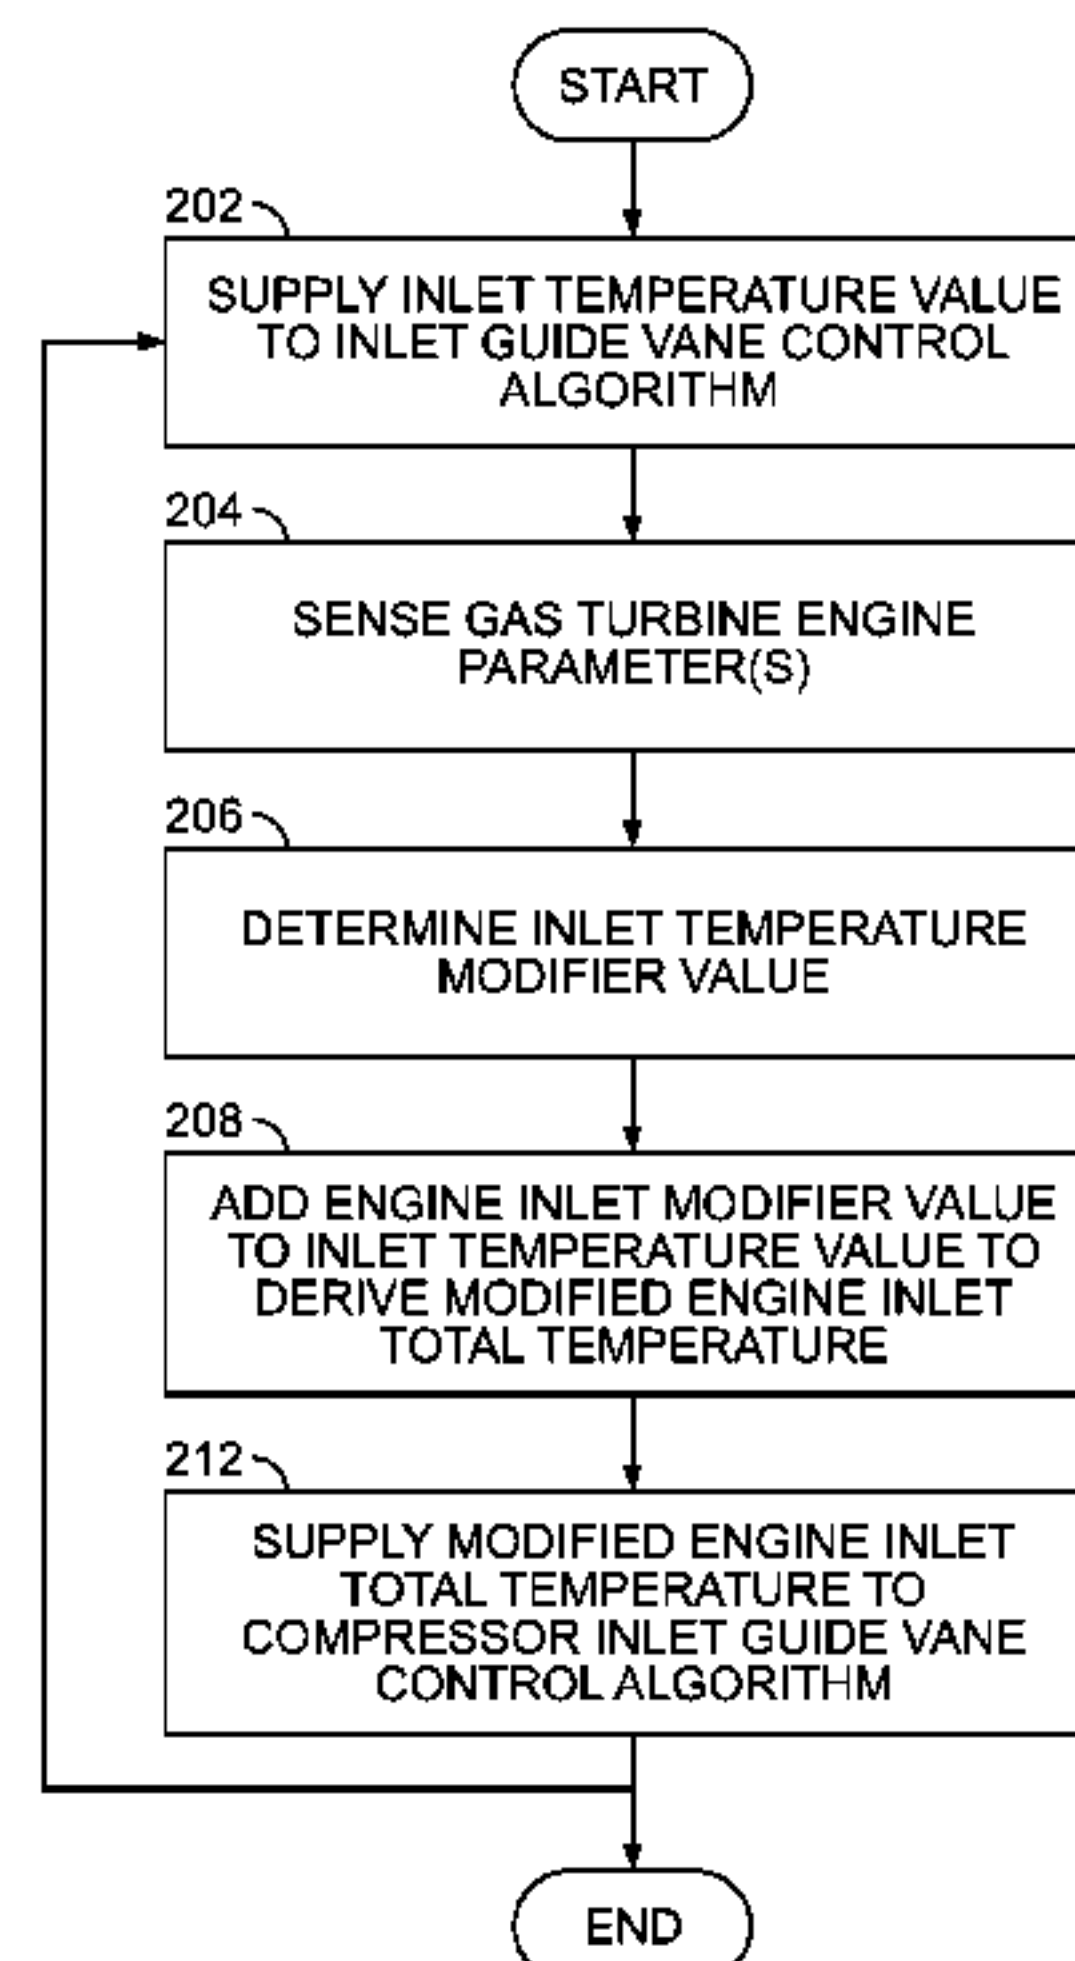 START
202
SUPPLY INLET TEMPERATURE VALUE
TO INLET GUIDE VANE CONTROL
ALGORITHM
204
SENSE GAS TURBINE ENGINE
PARAMETER(S)
206
DETERMINE INLET TEMPERATURE
MODIFIER VALUE
208
ADD ENGINE INLET MODIFIER VALUE
TO INLET TEMPERATURE VALUE TO
DERIVE MODIFIED ENGINE INLET
TOTAL TEMPERATURE
212
SUPPLY MODIFIED ENGINE INLET
TOTAL TEMPERATURE TO
COMPRESSOR INLET GUIDE VANE
CONTROL ALGORITHM
END